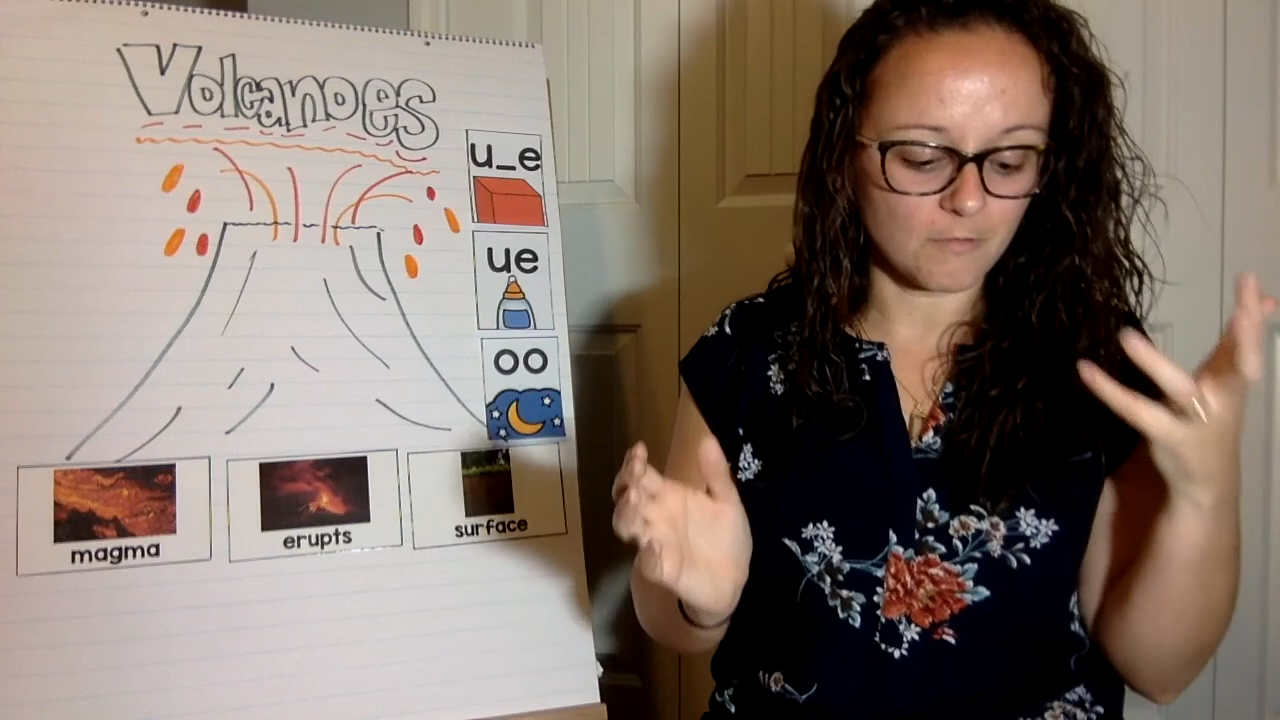 Volcanoes
u_e
ue
oo
magma
erupts
surface